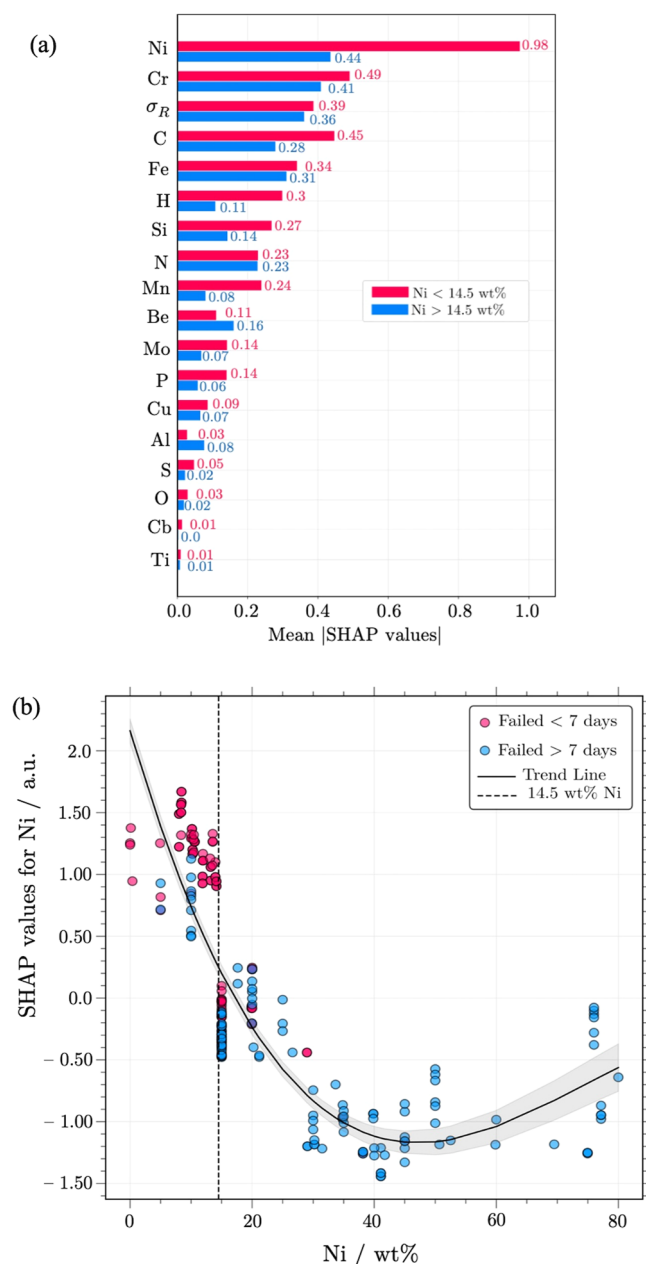 (a)
Ni 0.98
0.44
Cr 0.49
0.41
σR 0.39
0.36
C 0.45
0.28
Fe 0.34
0.31
H 0.3
0.11
Si 0.27
0.14
N 0.23
0.23
Mn 0.24
0.08
Be 0.11
0.16
Mo 0.14
0.07
P 0.14
0.06
Cu 0.09
0.07
Al 0.03
0.08
S 0.05
0.02
O 0.03
0.02
Cb 0.01
0.0
Ti 0.01
0.01
Ni < 14.5 wt%
Ni > 14.5 wt%
0.0 0.2 0.4 0.6 0.8 1.0
Mean |SHAP values|
(b)
Failed < 7 days
Failed > 7 days
Trend Line
14.5 wt% Ni
SHAP values for Ni / a.u.
2.0
1.50
1.00
0.50
0.0
− 0.50
− 1.00
− 1.50
0 20 40 60 80
Ni / wt%